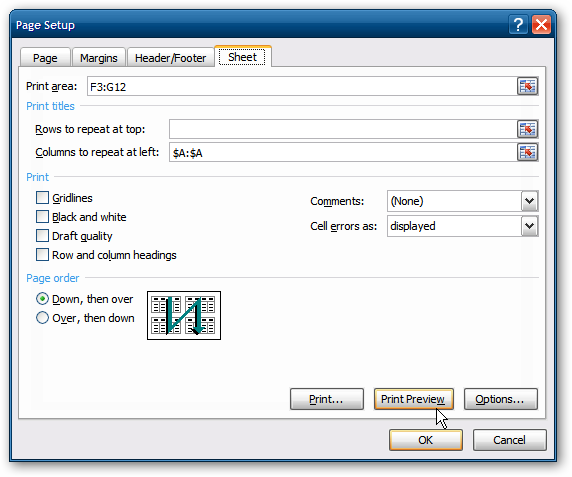 Page Setup
Page Margins Header/Footer Sheet
Print area: F3:G12
Print titles
Rows to repeat at top:
Columns to repeat at left: $A:$A
Print
Gridlines Comments: (None)
Black and white
Cell errors as: displayed
Draft quality
Row and column headings
Page order
Down, then over
Over, then down
Print... Print Preview Options...
OK Cancel